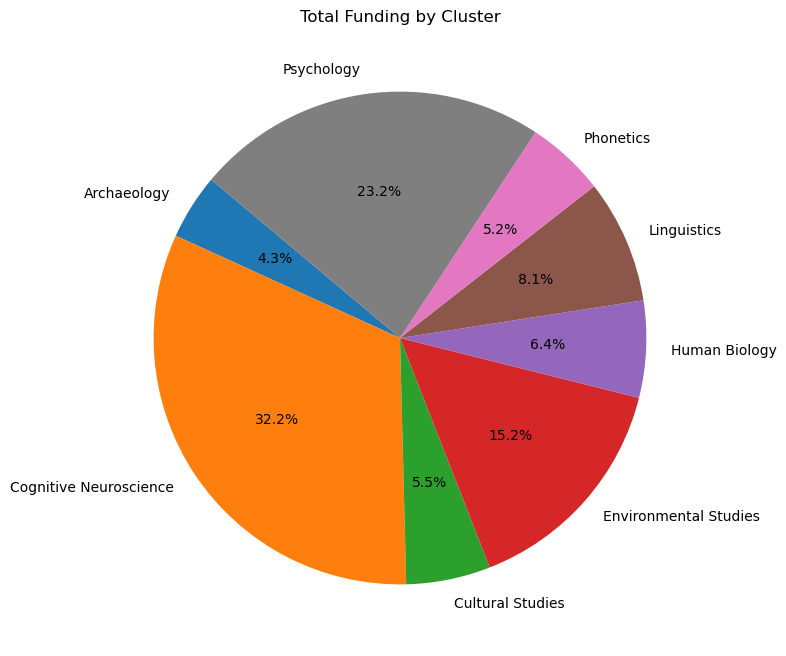 Total Funding by Cluster
Psychology
Phonetics
Archaeology
23.2%
Linguistics
5.2%
4.3%
8.1%
6.4%
Human Biology
32.2%
15.2%
Cognitive Neuroscience
5.5%
Environmental Studies
Cultural Studies